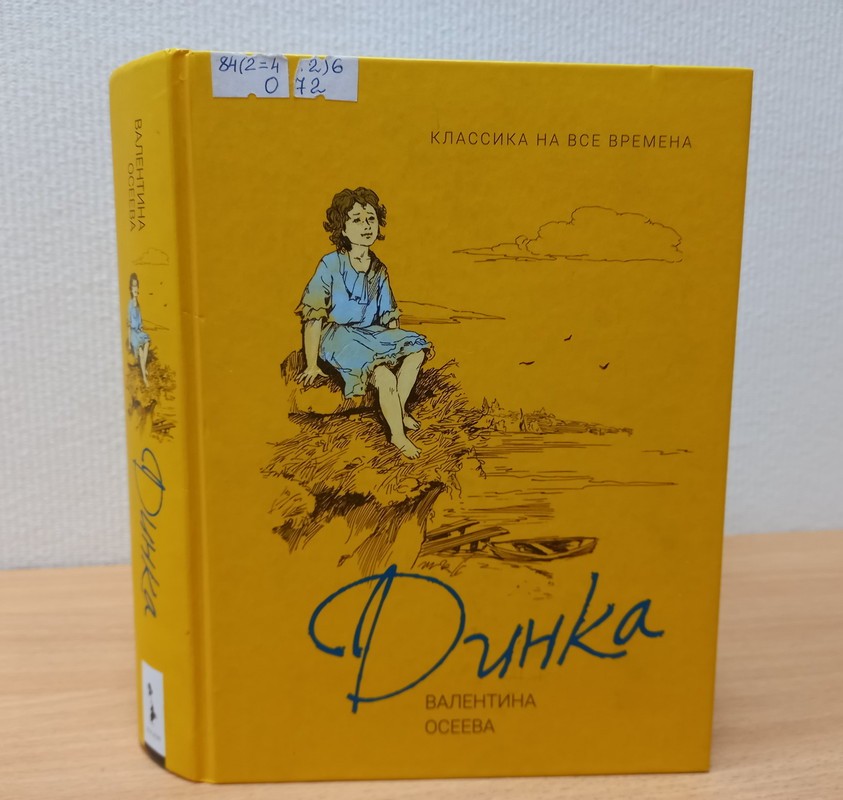 84(2=4 .2)6
О 72
КЛАССИКА НА ВСЕ ВРЕМЕНА
Динка
ВАЛЕНТИНА
ОСЕЕВА
ВАЛЕНТИНА
ОСЕЕВА
Динка